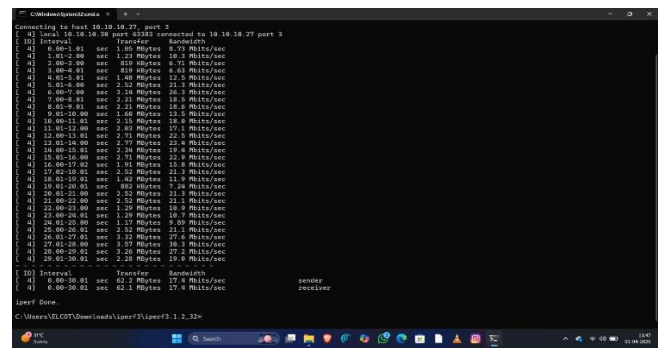 C:\Windows\System32\cmd.e
Connecting to host 10.10.10.27, port 3
[  4] local 10.10.10.30 port 63383 connected to 10.10.10.27 port 3
[ ID] Interval           Transfer     Bandwidth
[  4]   0.00-1.01   sec  1.05 MBytes  8.73 Mbits/sec
[  4]   1.01-2.00   sec  1.23 MBytes  10.3 Mbits/sec
[  4]   2.00-3.00   sec   819 KBytes  6.71 Mbits/sec
[  4]   3.00-4.01   sec   819 KBytes  6.63 Mbits/sec
[  4]   4.01-5.01   sec  1.48 MBytes  12.5 Mbits/sec
[  4]   5.01-6.00   sec  2.52 MBytes  21.3 Mbits/sec
[  4]   6.00-7.00   sec  3.14 MBytes  26.3 Mbits/sec
[  4]   7.00-8.01   sec  2.21 MBytes  18.5 Mbits/sec
[  4]   8.01-9.01   sec  2.21 MBytes  18.6 Mbits/sec
[  4]   9.01-10.00  sec  1.60 MBytes  13.5 Mbits/sec
[  4]  10.00-11.01  sec  2.15 MBytes  18.0 Mbits/sec
[  4]  11.01-12.00  sec  2.03 MBytes  17.1 Mbits/sec
[  4]  12.00-13.01  sec  2.71 MBytes  22.5 Mbits/sec
[  4]  13.01-14.00  sec  2.77 MBytes  23.4 Mbits/sec
[  4]  14.00-15.01  sec  2.34 MBytes  19.4 Mbits/sec
[  4]  15.01-16.00  sec  2.71 MBytes  22.9 Mbits/sec
[  4]  16.00-17.02  sec  1.91 MBytes  15.8 Mbits/sec
[  4]  17.02-18.01  sec  2.52 MBytes  21.3 Mbits/sec
[  4]  18.01-19.01  sec  1.42 MBytes  11.9 Mbits/sec
[  4]  19.01-20.01  sec   882 KBytes  7.24 Mbits/sec
[  4]  20.01-21.00  sec  2.52 MBytes  21.3 Mbits/sec
[  4]  21.00-22.00  sec  2.52 MBytes  21.1 Mbits/sec
[  4]  22.00-23.00  sec  1.29 MBytes  10.9 Mbits/sec
[  4]  23.00-24.01  sec  1.29 MBytes  10.7 Mbits/sec
[  4]  24.01-25.00  sec  1.17 MBytes  9.89 Mbits/sec
[  4]  25.00-26.01  sec  2.52 MBytes  21.1 Mbits/sec
[  4]  26.01-27.01  sec  3.32 MBytes  27.6 Mbits/sec
[  4]  27.01-28.00  sec  3.57 MBytes  30.3 Mbits/sec
[  4]  28.00-29.01  sec  3.26 MBytes  27.2 Mbits/sec
[  4]  29.01-30.01  sec  2.28 MBytes  19.0 Mbits/sec
- - - - - - - - - - - - - - - - - - - - - - - - -
[ ID] Interval           Transfer     Bandwidth
[  4]   0.00-30.01  sec  62.2 MBytes  17.4 Mbits/sec                  sender
[  4]   0.00-30.01  sec  62.1 MBytes  17.4 Mbits/sec                  receiver
iperf Done.
C:\Users\ELCOT\Downloads\iperf3\iperf3.1.2_32>
31°C
Sunny
Search
13:47
03-04-2025